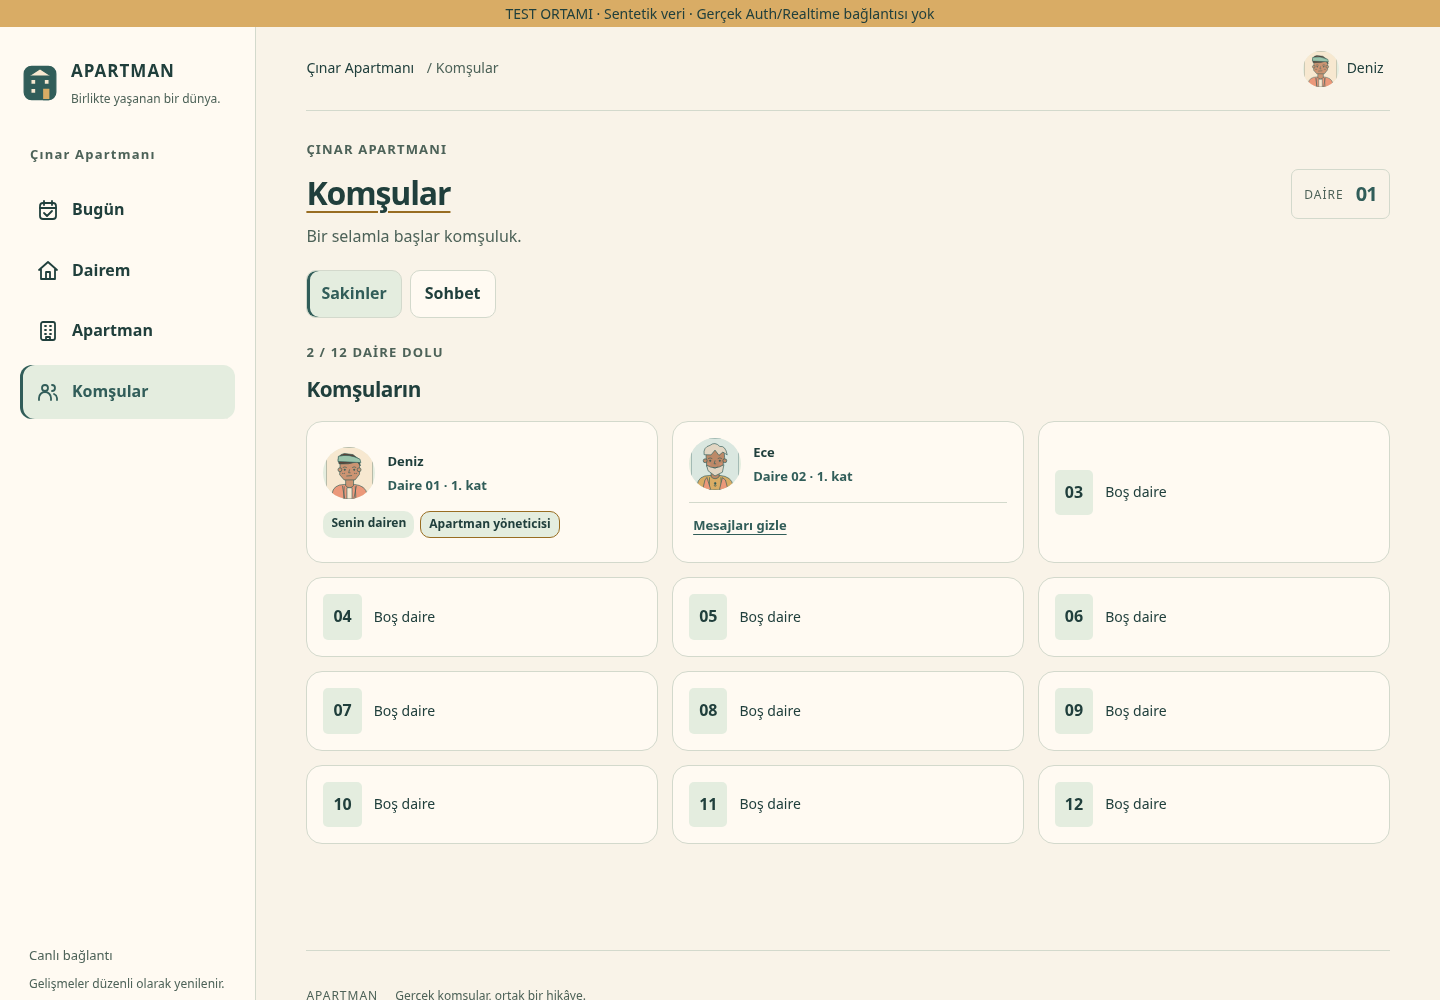 TEST ORTAMI · Sentetik veri · Gerçek Auth/Realtime bağlantısı yok
APARTMAN
Birlikte yaşanan bir dünya.
Çınar Apartmanı
Bugün
Dairem
Apartman
Komşular
Canlı bağlantı
Gelişmeler düzenli olarak yenilenir.
Çınar Apartmanı / Komşular
Deniz
ÇINAR APARTMANI
Komşular
DAİRE 01
Bir selamla başlar komşuluk.
Sakinler Sohbet
2 / 12 DAİRE DOLU
Komşuların
Deniz
Daire 01 · 1. kat
Senin dairen Apartman yöneticisi
Ece
Daire 02 · 1. kat
Mesajları gizle
03 Boş daire
04 Boş daire
05 Boş daire
06 Boş daire
07 Boş daire
08 Boş daire
09 Boş daire
10 Boş daire
11 Boş daire
12 Boş daire
APARTMAN Gerçek komşular, ortak bir hikâye.